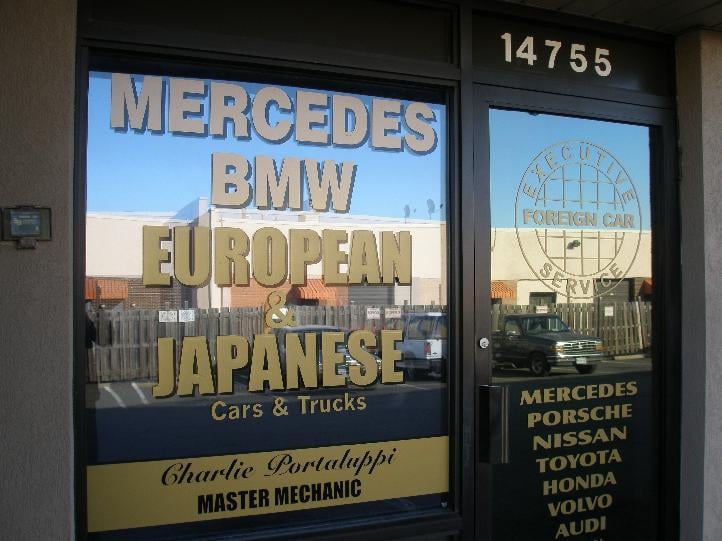 14755
MERCEDES
BMW
EUROPEAN
&
JAPANESE
Cars & Trucks
Charlie Portaluppi
MASTER MECHANIC
EXECUTIVE
FOREIGN CAR
SERVICE
MERCEDES
PORSCHE
NISSAN
TOYOTA
HONDA
VOLVO
AUDI